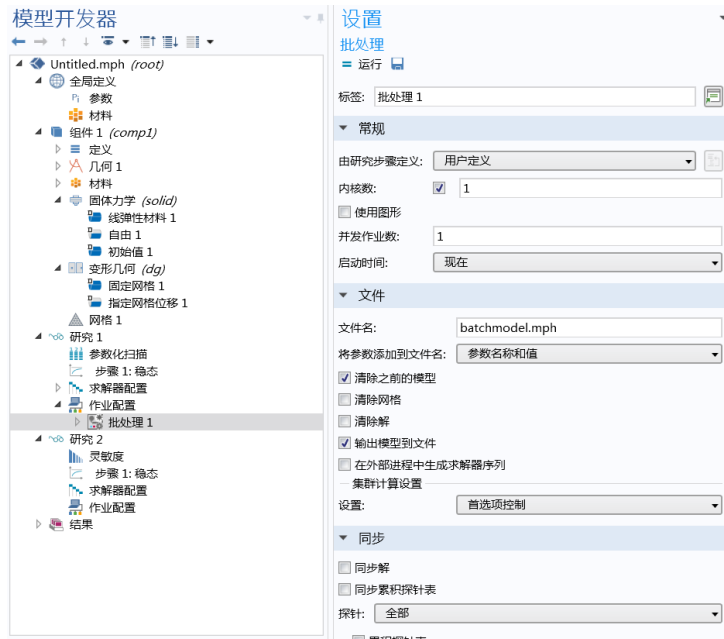 模型开发器
Untitled.mph (root)
全局定义
Pi 参数
材料
组件 1 (comp1)
定义
几何 1
材料
固体力学 (solid)
线弹性材料 1
自由 1
初始值 1
变形几何 (dg)
固定网格 1
指定网格位移 1
网格 1
研究 1
参数化扫描
步骤 1: 稳态
求解器配置
作业配置
批处理 1
研究 2
灵敏度
步骤 1: 稳态
求解器配置
作业配置
结果
设置
批处理
= 运行
标签: 批处理 1
常规
由研究步骤定义: 用户定义
内核数: 1
使用图形
并发作业数: 1
启动时间: 现在
文件
文件名: batchmodel.mph
将参数添加到文件名: 参数名称和值
清除之前的模型
清除网格
清除解
输出模型到文件
在外部进程中生成求解器序列
集群计算设置
设置: 首选项控制
同步
同步解
同步累积探针表
探针: 全部